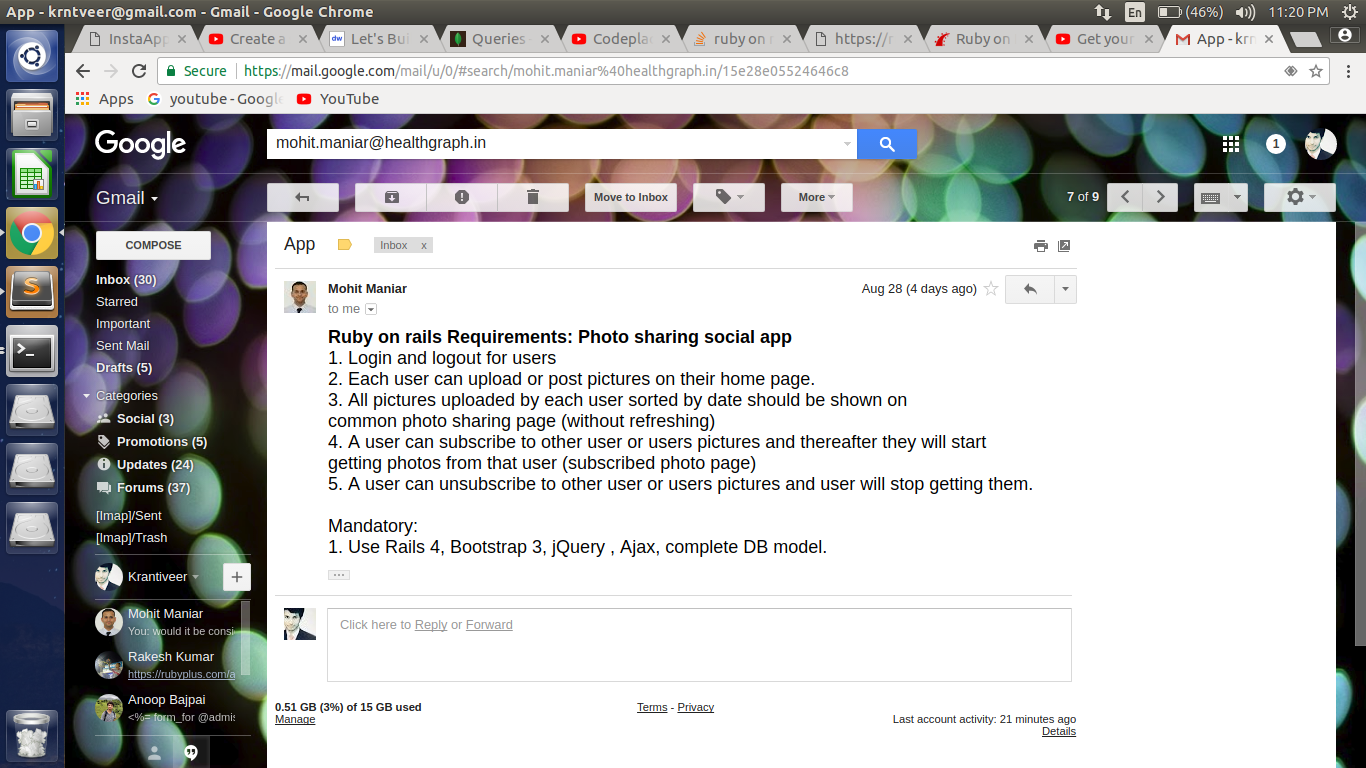 App - krntveer@gmail.com - Gmail - Google Chrome
En
(46%)
11:20 PM
InstaApp
Create a
dw
Let's Bui
Queries
Codeplac
ruby on r
https://r
Ruby on
Get your
App - krn
Secure
https://mail.google.com/mail/u/0/#search/mohit.maniar%40healthgraph.in/15e28e05524646c8
Apps
youtube - Google
YouTube
Google
mohit.maniar@healthgraph.in
1
Gmail
Move to Inbox
More
7 of 9
COMPOSE
Inbox (30)
Starred
Important
Sent Mail
Drafts (5)
Categories
Social (3)
Promotions (5)
Updates (24)
Forums (37)
[Imap]/Sent
[Imap]/Trash
Krantiveer
Mohit Maniar
You: would it be consi
Rakesh Kumar
https://rubyplus.com/a
Anoop Bajpai
<%= form_for @admis
App
Inbox x
Mohit Maniar
Aug 28 (4 days ago)
to me
Ruby on rails Requirements: Photo sharing social app
1. Login and logout for users
2. Each user can upload or post pictures on their home page.
3. All pictures uploaded by each user sorted by date should be shown on
common photo sharing page (without refreshing)
4. A user can subscribe to other user or users pictures and thereafter they will start
getting photos from that user (subscribed photo page)
5. A user can unsubscribe to other user or users pictures and user will stop getting them.
Mandatory:
1. Use Rails 4, Bootstrap 3, jQuery , Ajax, complete DB model.
Click here to Reply or Forward
0.51 GB (3%) of 15 GB used
Manage
Terms - Privacy
Last account activity: 21 minutes ago
Details